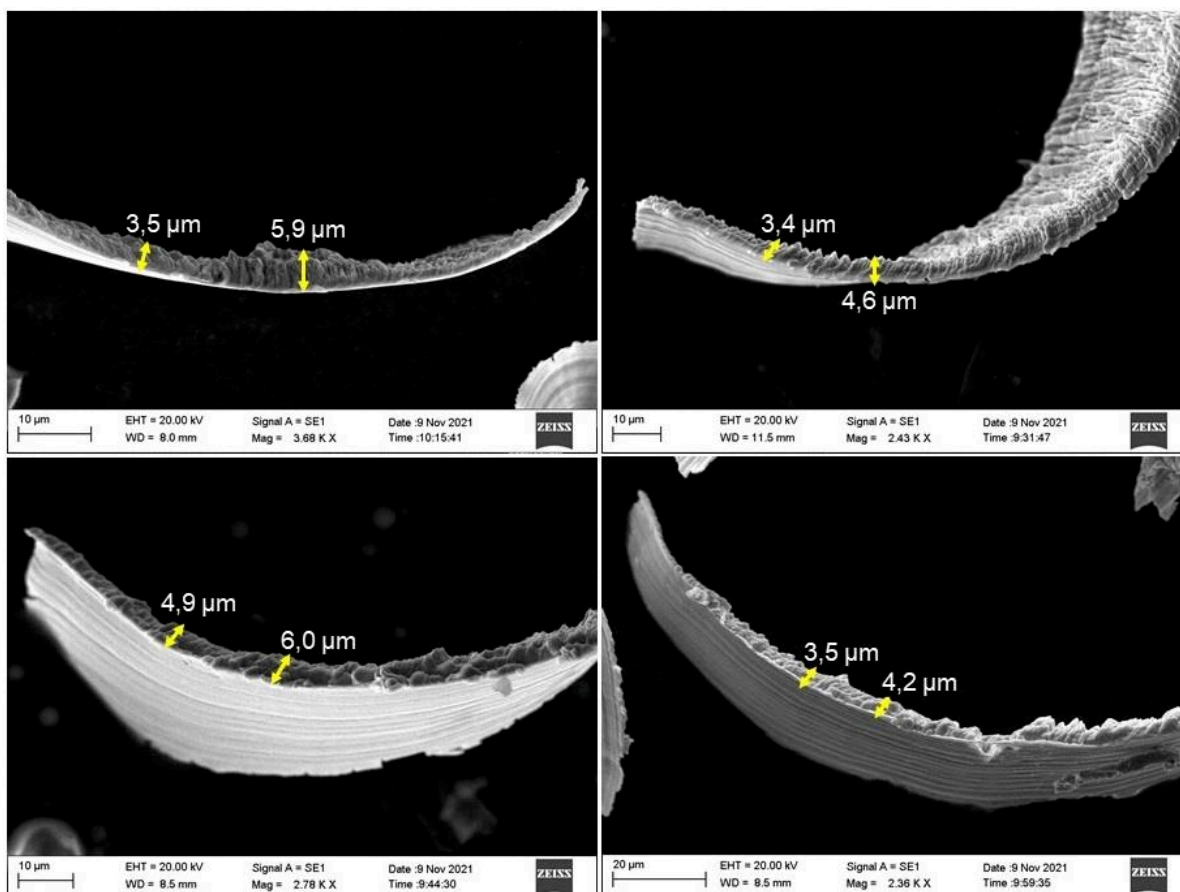 3,5 µm
5,9 µm
10 µm
EHT = 20.00 kV Signal A = SE1 Date :9 Nov 2021
WD = 8.0 mm Mag = 3.68 K X Time :10:15:41
ZEISS
3,4 µm
4,6 µm
10 µm
EHT = 20.00 kV Signal A = SE1 Date :9 Nov 2021
WD = 11.5 mm Mag = 2.43 K X Time :9:31:47
ZEISS
4,9 µm
6,0 µm
10 µm
EHT = 20.00 kV Signal A = SE1 Date :9 Nov 2021
WD = 8.5 mm Mag = 2.78 K X Time :9:44:30
ZEISS
3,5 µm
4,2 µm
20 µm
EHT = 20.00 kV Signal A = SE1 Date :9 Nov 2021
WD = 8.5 mm Mag = 2.36 K X Time :9:59:35
ZEISS